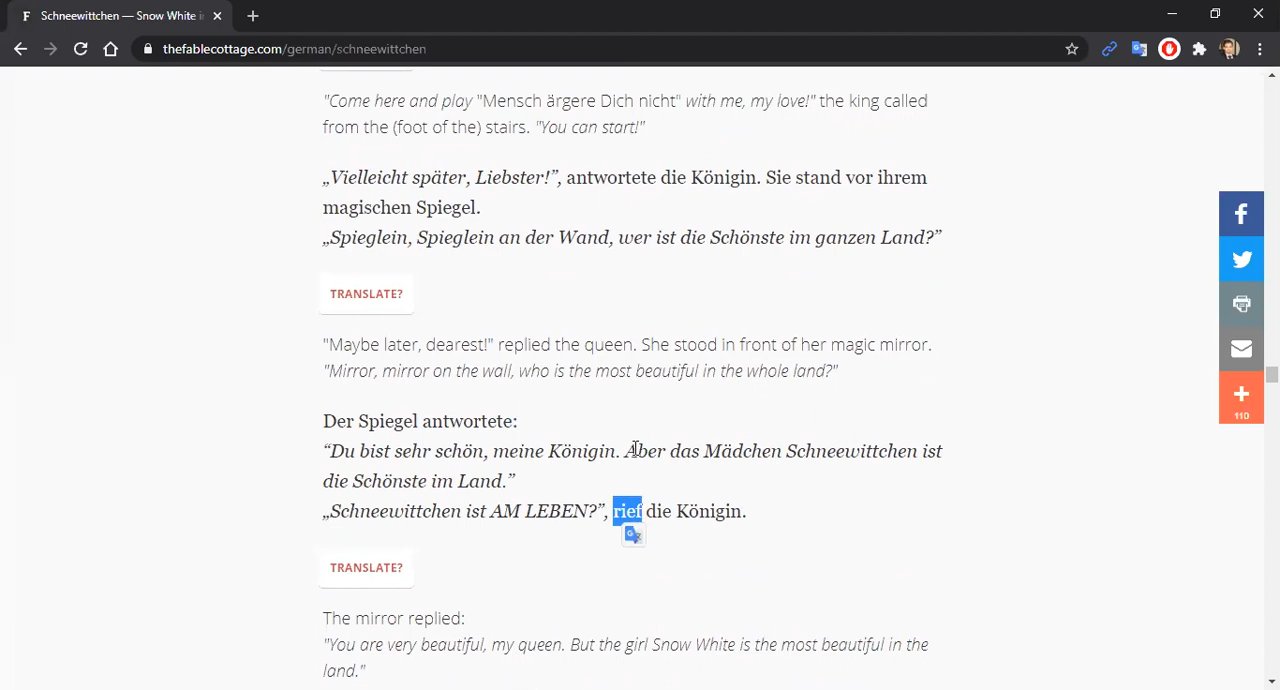 Schneewittchen — Snow White i
thefablecottage.com/german/schneewittchen
"Come here and play "Mensch ärgere Dich nicht" with me, my love!" the king called
from the (foot of the) stairs. "You can start!"
„Vielleicht später, Liebster!”, antwortete die Königin. Sie stand vor ihrem
magischen Spiegel.
„Spieglein, Spieglein an der Wand, wer ist die Schönste im ganzen Land?”
TRANSLATE?
"Maybe later, dearest!" replied the queen. She stood in front of her magic mirror.
"Mirror, mirror on the wall, who is the most beautiful in the whole land?"
Der Spiegel antwortete:
“Du bist sehr schön, meine Königin. Aber das Mädchen Schneewittchen ist
die Schönste im Land.”
„Schneewittchen ist AM LEBEN?”, rief die Königin.
TRANSLATE?
The mirror replied:
"You are very beautiful, my queen. But the girl Snow White is the most beautiful in the
land."
110